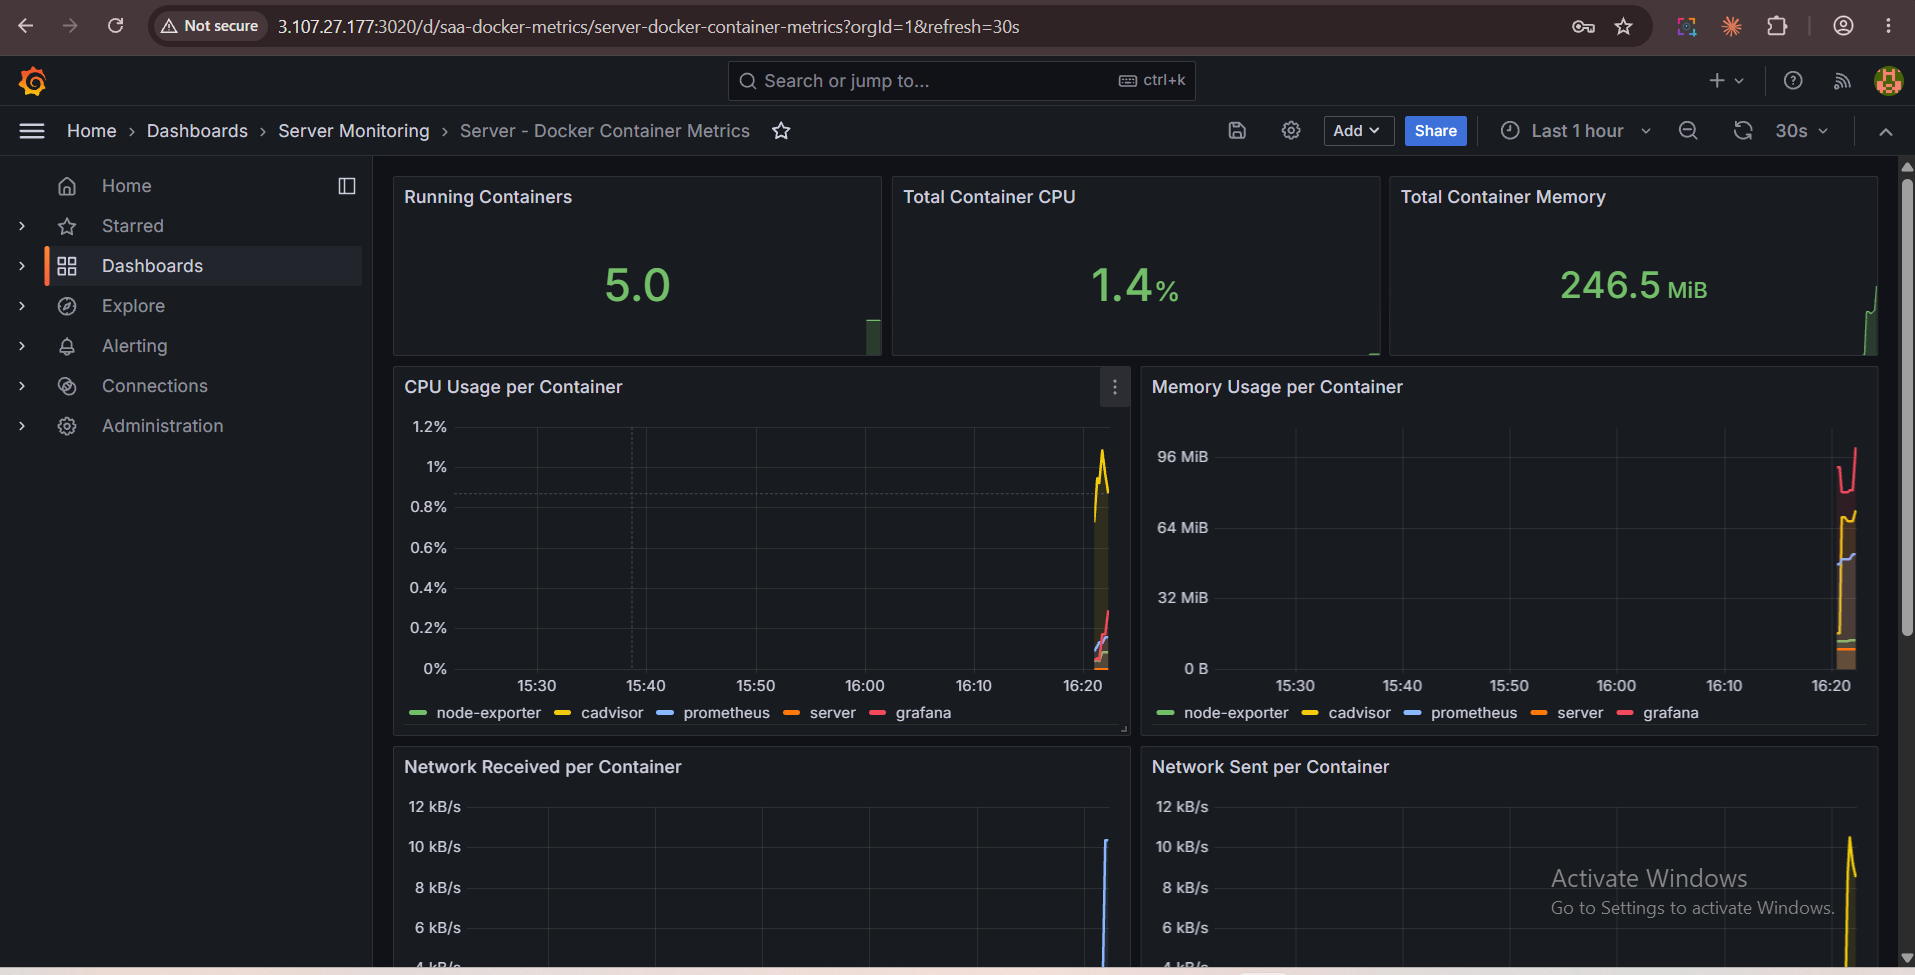 Not secure 3.107.27.177:3020/d/saa-docker-metrics/server-docker-container-metrics?orgId=1&refresh=30s
Search or jump to... ctrl+k
Home › Dashboards › Server Monitoring › Server - Docker Container Metrics Add Share Last 1 hour 30s
Home
Starred
Dashboards
Explore
Alerting
Connections
Administration
Running Containers
5.0
Total Container CPU
1.4%
Total Container Memory
246.5 MiB
CPU Usage per Container
1.2%
1%
0.8%
0.6%
0.4%
0.2%
0%
15:30 15:40 15:50 16:00 16:10 16:20
node-exporter cadvisor prometheus server grafana
Memory Usage per Container
96 MiB
64 MiB
32 MiB
0 B
15:30 15:40 15:50 16:00 16:10 16:20
node-exporter cadvisor prometheus server grafana
Network Received per Container
12 kB/s
10 kB/s
8 kB/s
6 kB/s
4 kB/s
Network Sent per Container
12 kB/s
10 kB/s
8 kB/s
6 kB/s
4 kB/s
Activate Windows
Go to Settings to activate Windows.